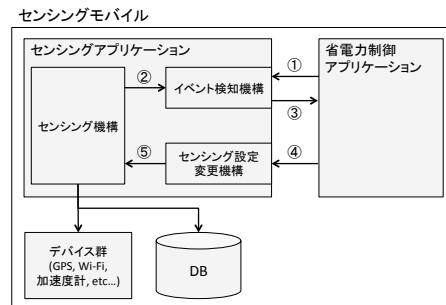 センシングモバイル
センシングアプリケーション
省電力制御
アプリケーション
①
②
イベント検知機構
③
センシング機構
⑤
センシング設定
変更機構
④
デバイス群
(GPS, Wi-Fi,
加速度計, etc...)
DB